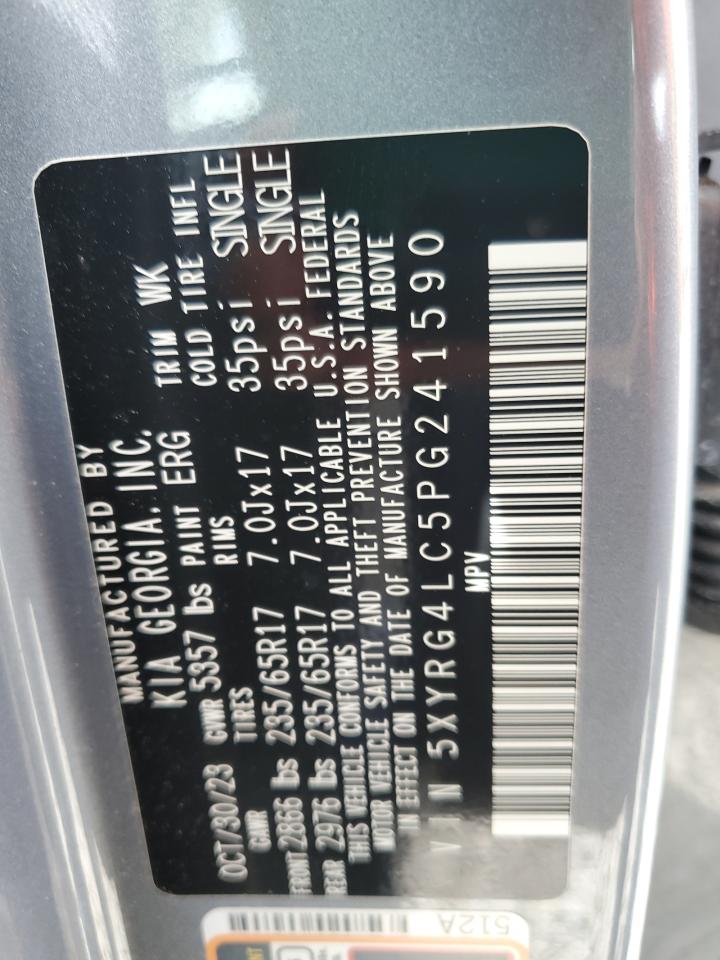 MANUFACTURED BY
KIA GEORGIA, INC.
OCT/30/23 GVWR 5357 lbs PAINT ERG TRIM WK
GAWR TIRES RIMS COLD TIRE INFL
FRONT 2866 lbs 235/65R17 7.0Jx17 35psi SINGLE
REAR 2976 lbs 235/65R17 7.0Jx17 35psi SINGLE
THIS VEHICLE CONFORMS TO ALL APPLICABLE U.S.A. FEDERAL
MOTOR VEHICLE SAFETY AND THEFT PREVENTION STANDARDS
IN EFFECT ON THE DATE OF MANUFACTURE SHOWN ABOVE
VIN 5XYRG4LC5PG241590
MPV
512A